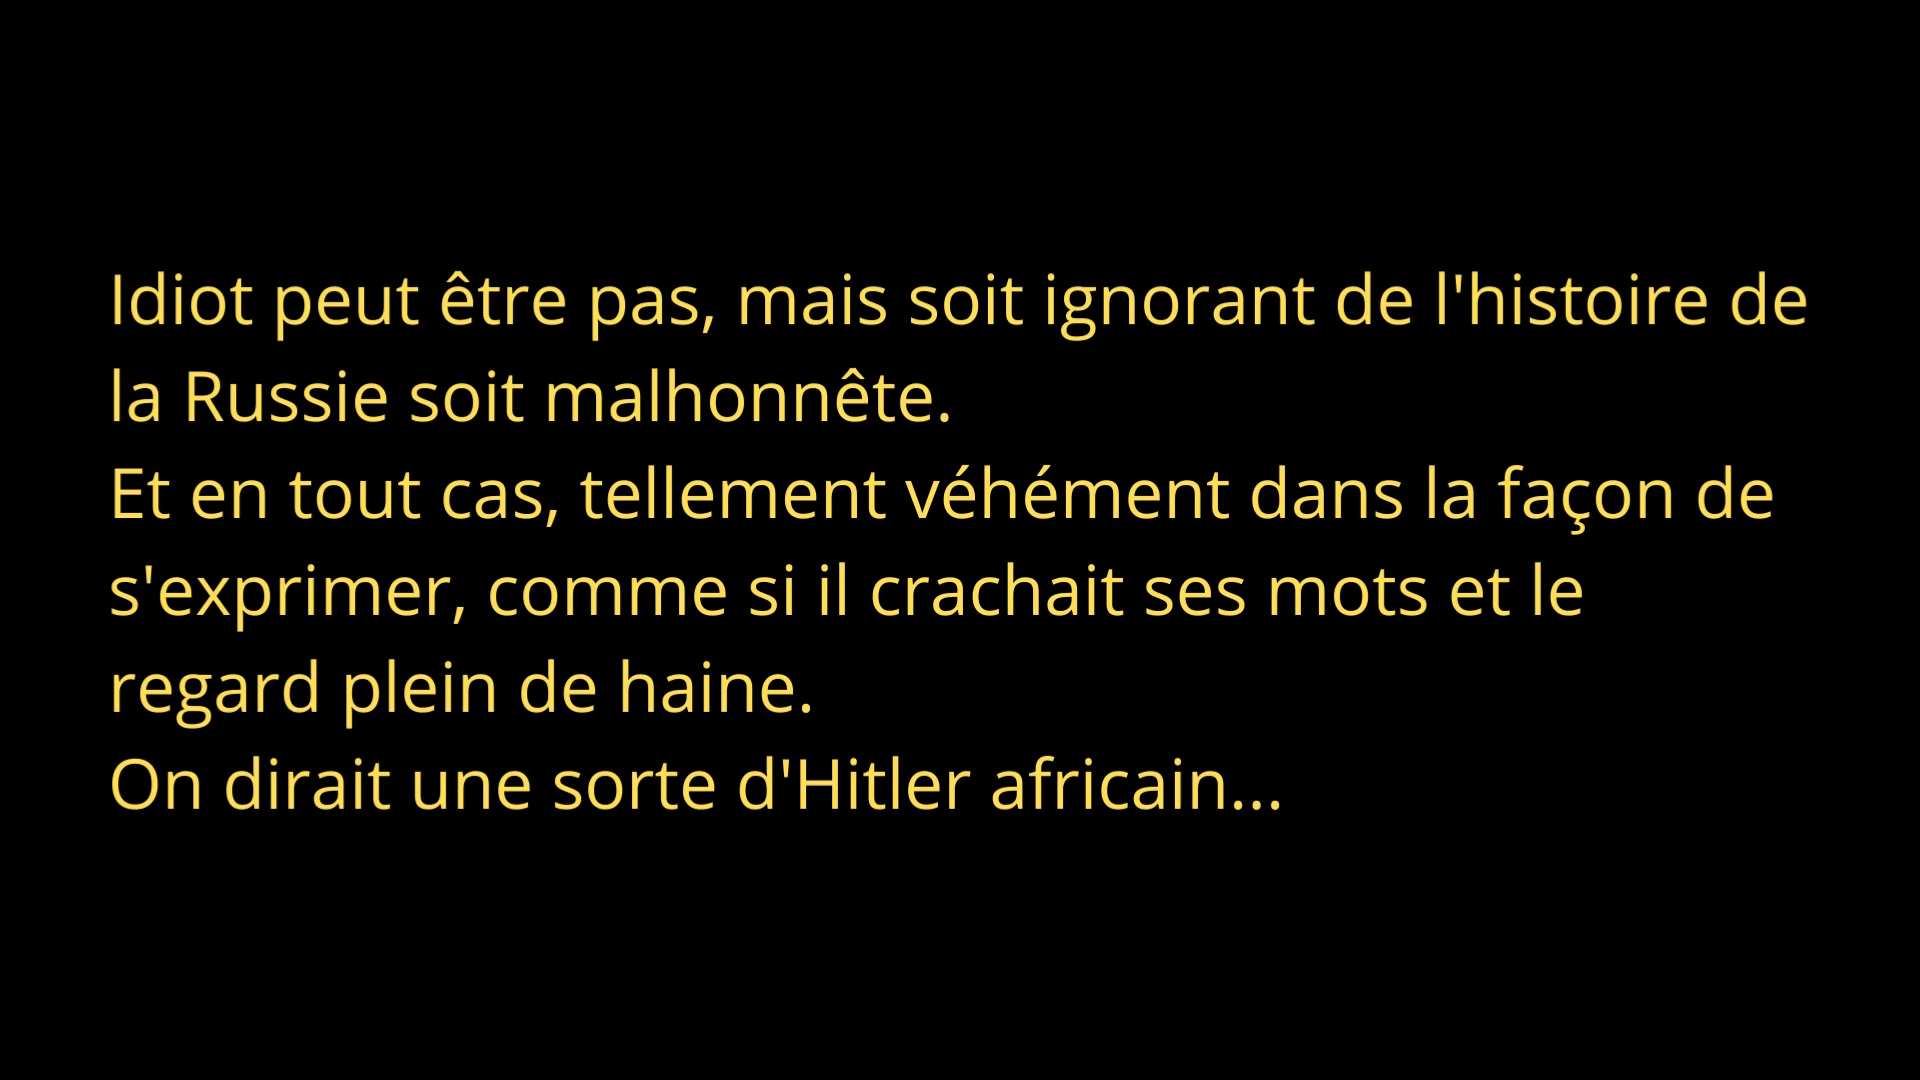 Idiot peut être pas, mais soit ignorant de l'histoire de
la Russie soit malhonnête.
Et en tout cas, tellement véhément dans la façon de
s'exprimer, comme si il crachait ses mots et le
regard plein de haine.
On dirait une sorte d'Hitler africain...